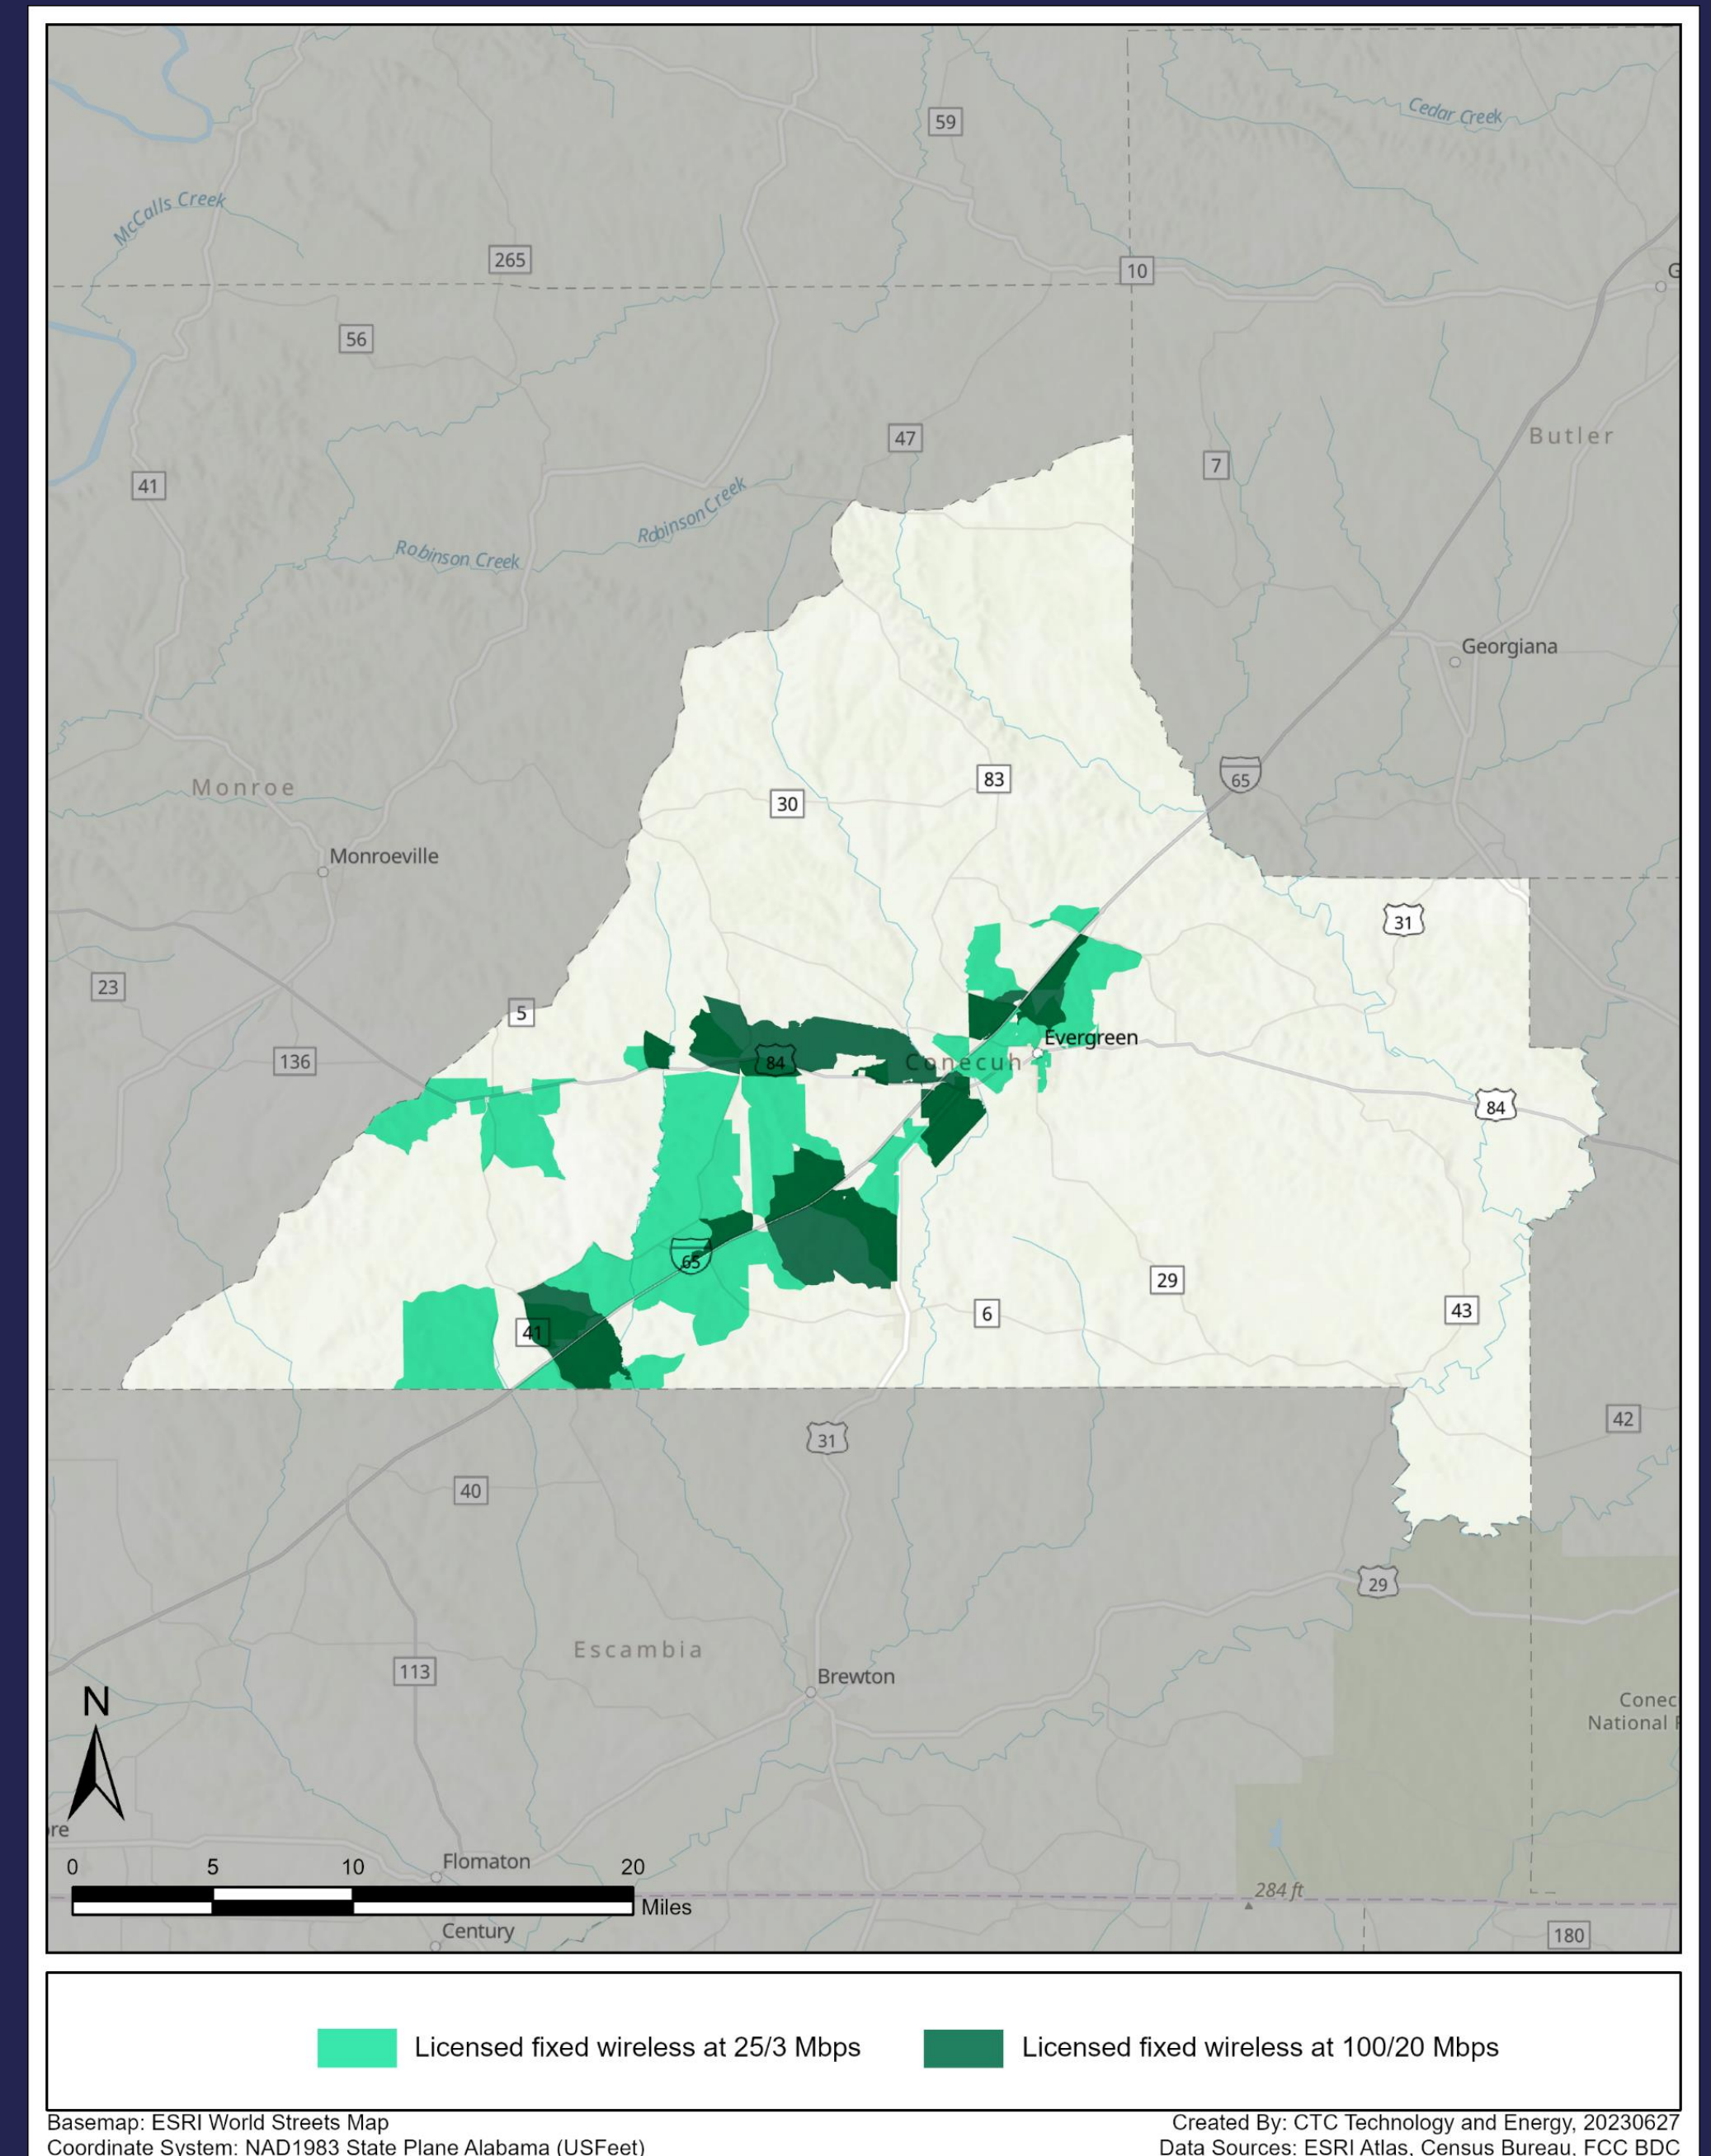 59
Cedar Creek
McCalls Creek
265
10
G
56
47
Butler
7
41
Robinson Creek
Robinson Creek
Georgiana
65
Monroe
83
30
Monroeville
31
23
5
Evergreen
136
84
Conecuh
84
65
29
6
43
41
42
31
40
29
Escambia
113
Brewton
N
Conec
National F
re
0 5 10 20
Flomaton
Miles
284 ft
Century
180
Licensed fixed wireless at 25/3 Mbps
Licensed fixed wireless at 100/20 Mbps
Basemap: ESRI World Streets Map
Created By: CTC Technology and Energy, 20230627
Coordinate System: NAD1983 State Plane Alabama (USFeet)
Data Sources: ESRI Atlas, Census Bureau, FCC BDC